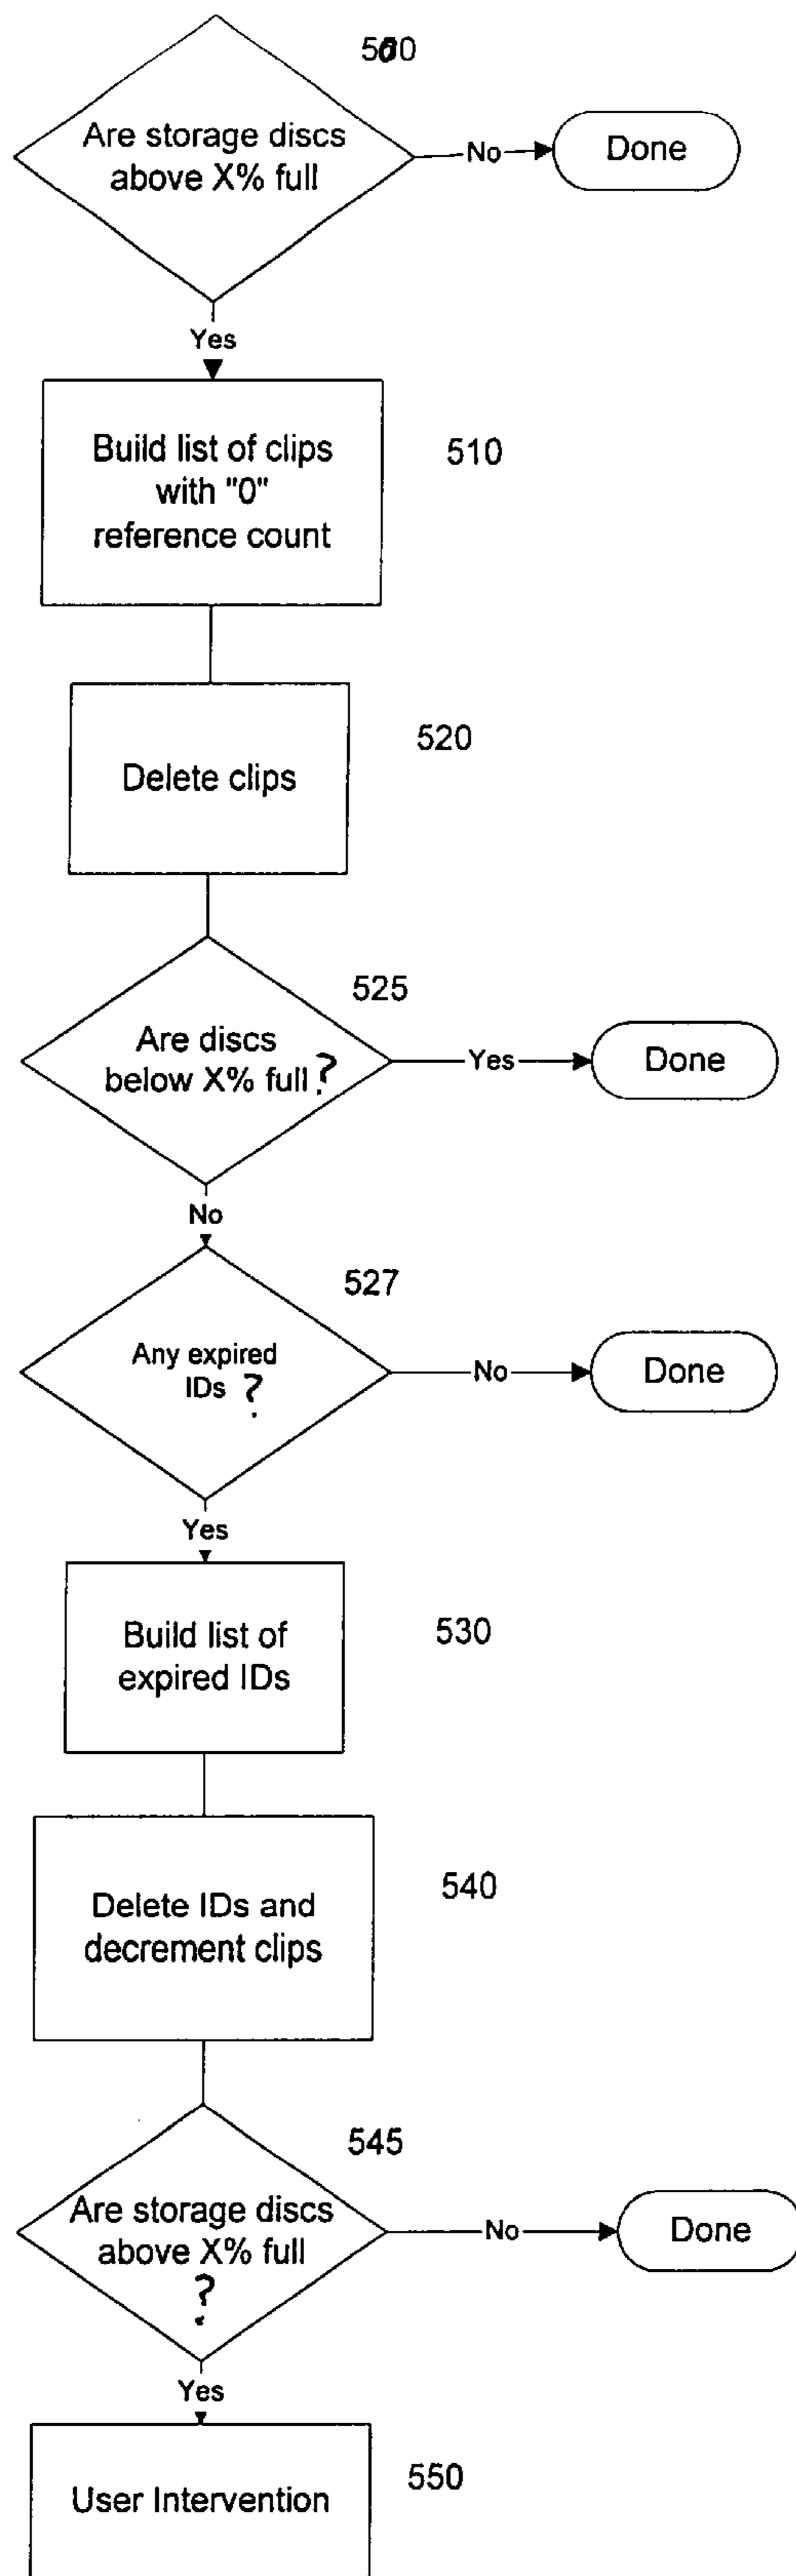 500
Are storage discs
above X% full
No
Done
Yes
Build list of clips
with "0"
reference count
510
Delete clips
520
525
Are discs
below X% full?
Yes
Done
No
527
Any expired
IDs ?
No
Done
Yes
Build list of
expired IDs
530
Delete IDs and
decrement clips
540
545
Are storage discs
above X% full
?
No
Done
Yes
User Intervention
550